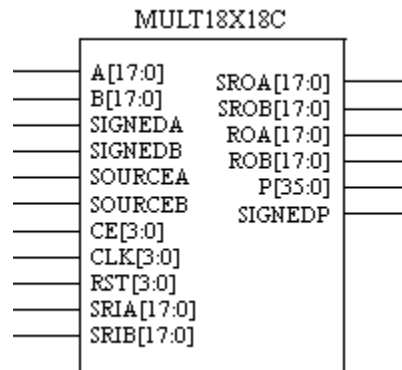 MULT18X18C
A[17:0]
B[17:0]
SIGNEDA
SIGNEDB
SOURCEA
SOURCEB
CE[3:0]
CLK[3:0]
RST[3:0]
SRIA[17:0]
SRIB[17:0]
SROA[17:0]
SROB[17:0]
ROA[17:0]
ROB[17:0]
P[35:0]
SIGNEDP